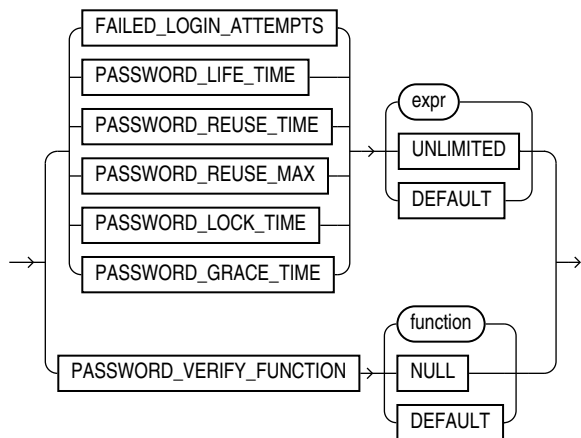 FAILED_LOGIN_ATTEMPTS
PASSWORD_LIFE_TIME
PASSWORD_REUSE_TIME
PASSWORD_REUSE_MAX
PASSWORD_LOCK_TIME
PASSWORD_GRACE_TIME
expr
UNLIMITED
DEFAULT
PASSWORD_VERIFY_FUNCTION
function
NULL
DEFAULT